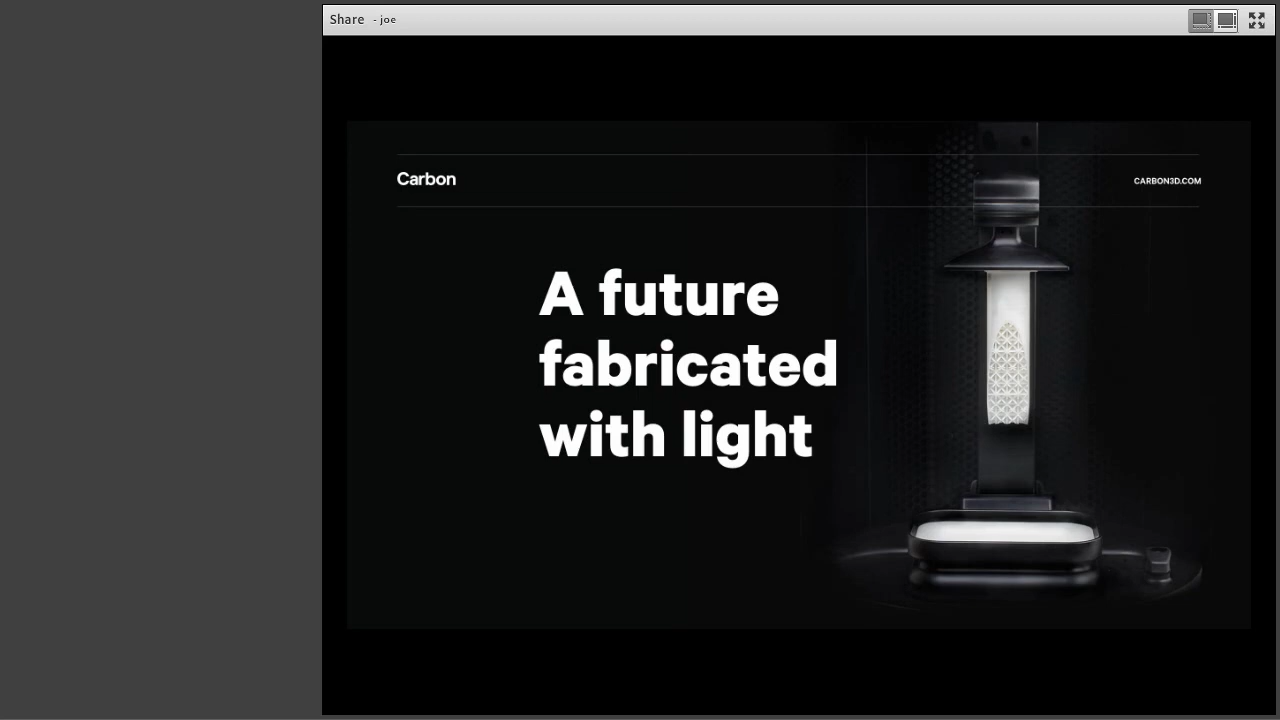 Share - joe
Carbon
CARBON3D.COM
A future
fabricated
with light